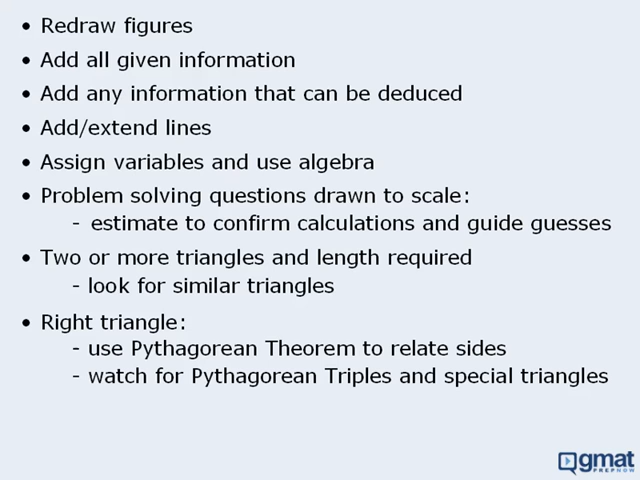 • Redraw figures
• Add all given information
• Add any information that can be deduced
• Add/extend lines
• Assign variables and use algebra
• Problem solving questions drawn to scale:
- estimate to confirm calculations and guide guesses
• Two or more triangles and length required
- look for similar triangles
• Right triangle:
- use Pythagorean Theorem to relate sides
- watch for Pythagorean Triples and special triangles
gmat
PREPNOW